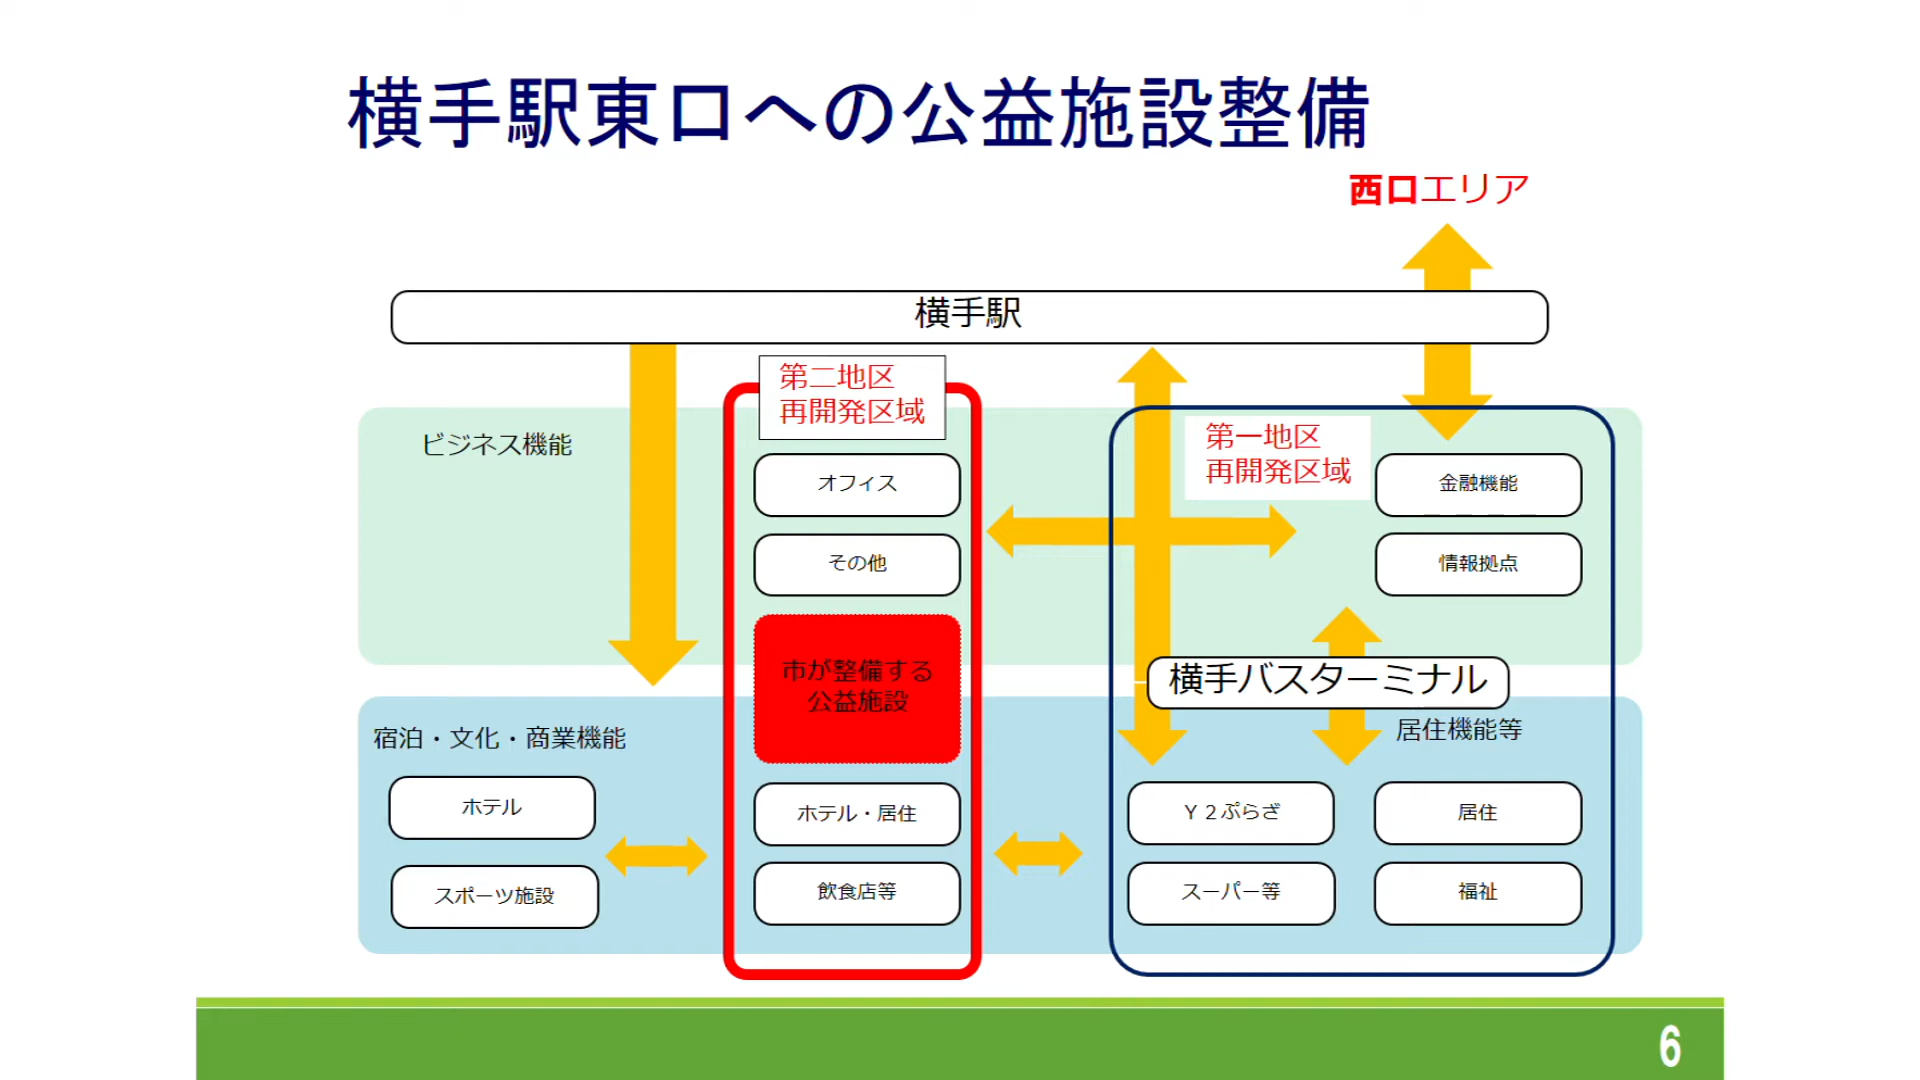 横手駅東口への公益施設整備
西口エリア
横手駅
第二地区
再開発区域
ビジネス機能
第一地区
再開発区域
オフィス
金融機能
その他
情報拠点
市が整備する
公益施設
横手バスターミナル
宿泊・文化・商業機能
居住機能等
ホテル
ホテル・居住
Y2ぷらざ
居住
スポーツ施設
飲食店等
スーパー等
福祉
6